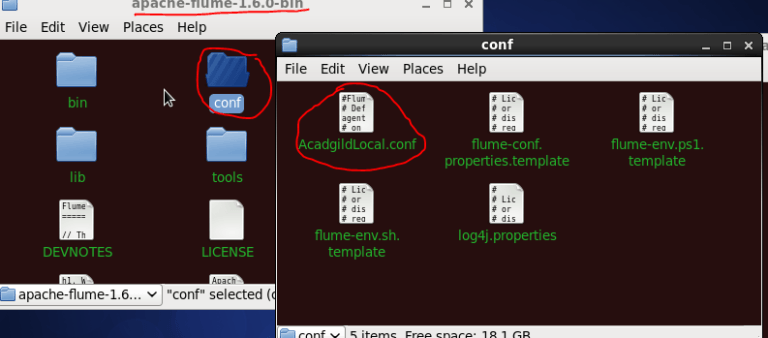 apache-flume-1.6.0-bin
File Edit View Places Help
bin
conf
lib
tools
Flume
=====
// Th
DEVNOTES
LICENSE
h1, W
Apach
apache-flume-1.6...
"conf" selected (c
conf
File Edit View Places Help
#Flum
# Def
agent
# on
AcadgildLocal.conf
# Lic
# or
# dis
# req
flume-conf.
properties.template
# Lic
# or
# dis
# req
flume-env.ps1.
template
# Lic
# or
# dis
# req
flume-env.sh.
template
# Lic
# or
# dis
log4j.properties
conf
5 items, Free space: 18.1 GB